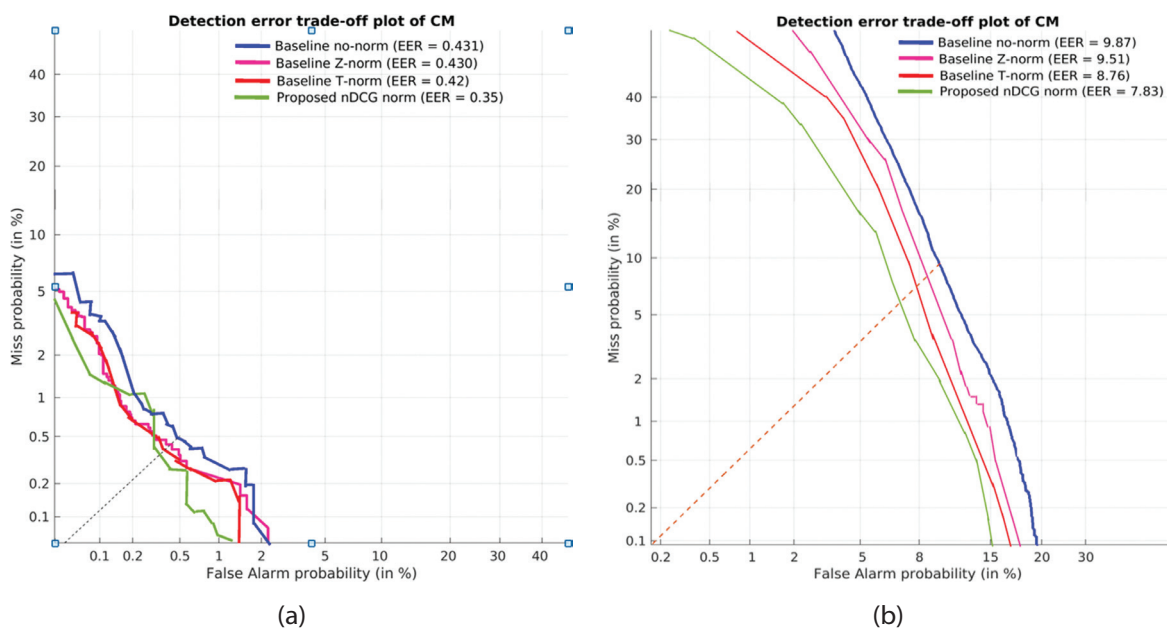 Detection error trade-off plot of CM
Baseline no-norm (EER = 0.431)
Baseline Z-norm (EER = 0.430)
Baseline T-norm (EER = 0.42)
Proposed nDCG norm (EER = 0.35)
Miss probability (in %)
40
30
20
10
5
2
1
0.5
0.2
0.1
0.1 0.2 0.5 1 2 5 10 20 30 40
False Alarm probability (in %)
(a)
Detection error trade-off plot of CM
Baseline no-norm (EER = 9.87)
Baseline Z-norm (EER = 9.51)
Baseline T-norm (EER = 8.76)
Proposed nDCG norm (EER = 7.83)
Miss probability (in %)
40
30
20
10
5
2
1
0.5
0.2
0.1
0.2 0.5 1 2 5 8 15 20 30
False Alarm probability (in %)
(b)